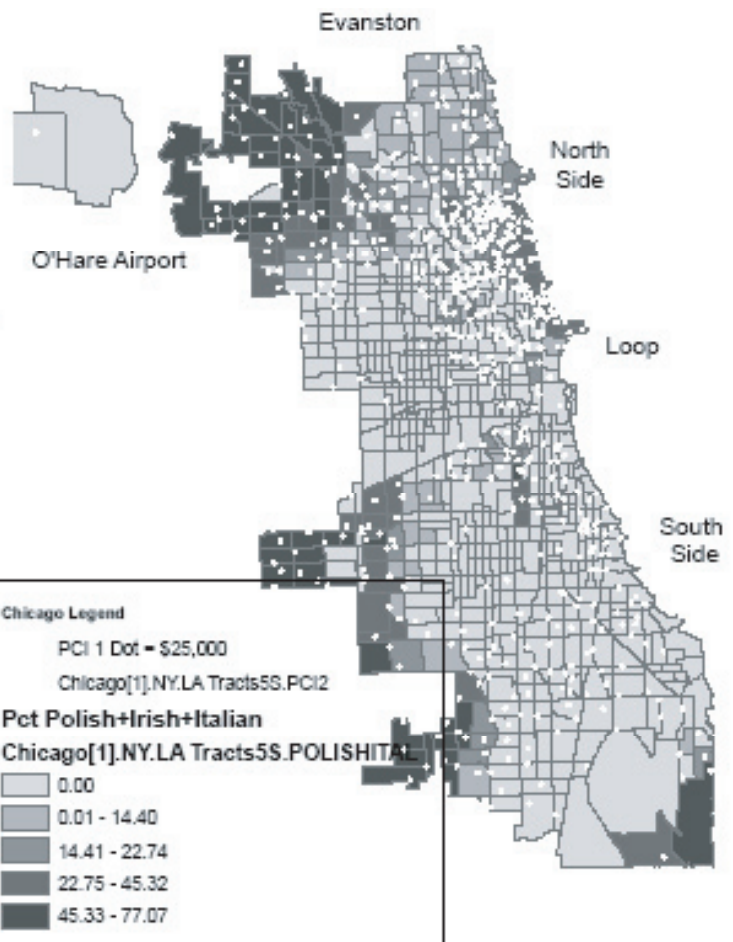 Evanston
North
Side
O'Hare Airport
Loop
South
Side
Chicago Legend
PCI 1 Dot = $25,000
Chicago[1].NY.LA Tracts5S.PCI2
Pct Polish+Irish+Italian
Chicago[1].NY.LA Tracts5S.POLISHITAL
0.00
0.01 - 14.40
14.41 - 22.74
22.75 - 45.32
45.33 - 77.07